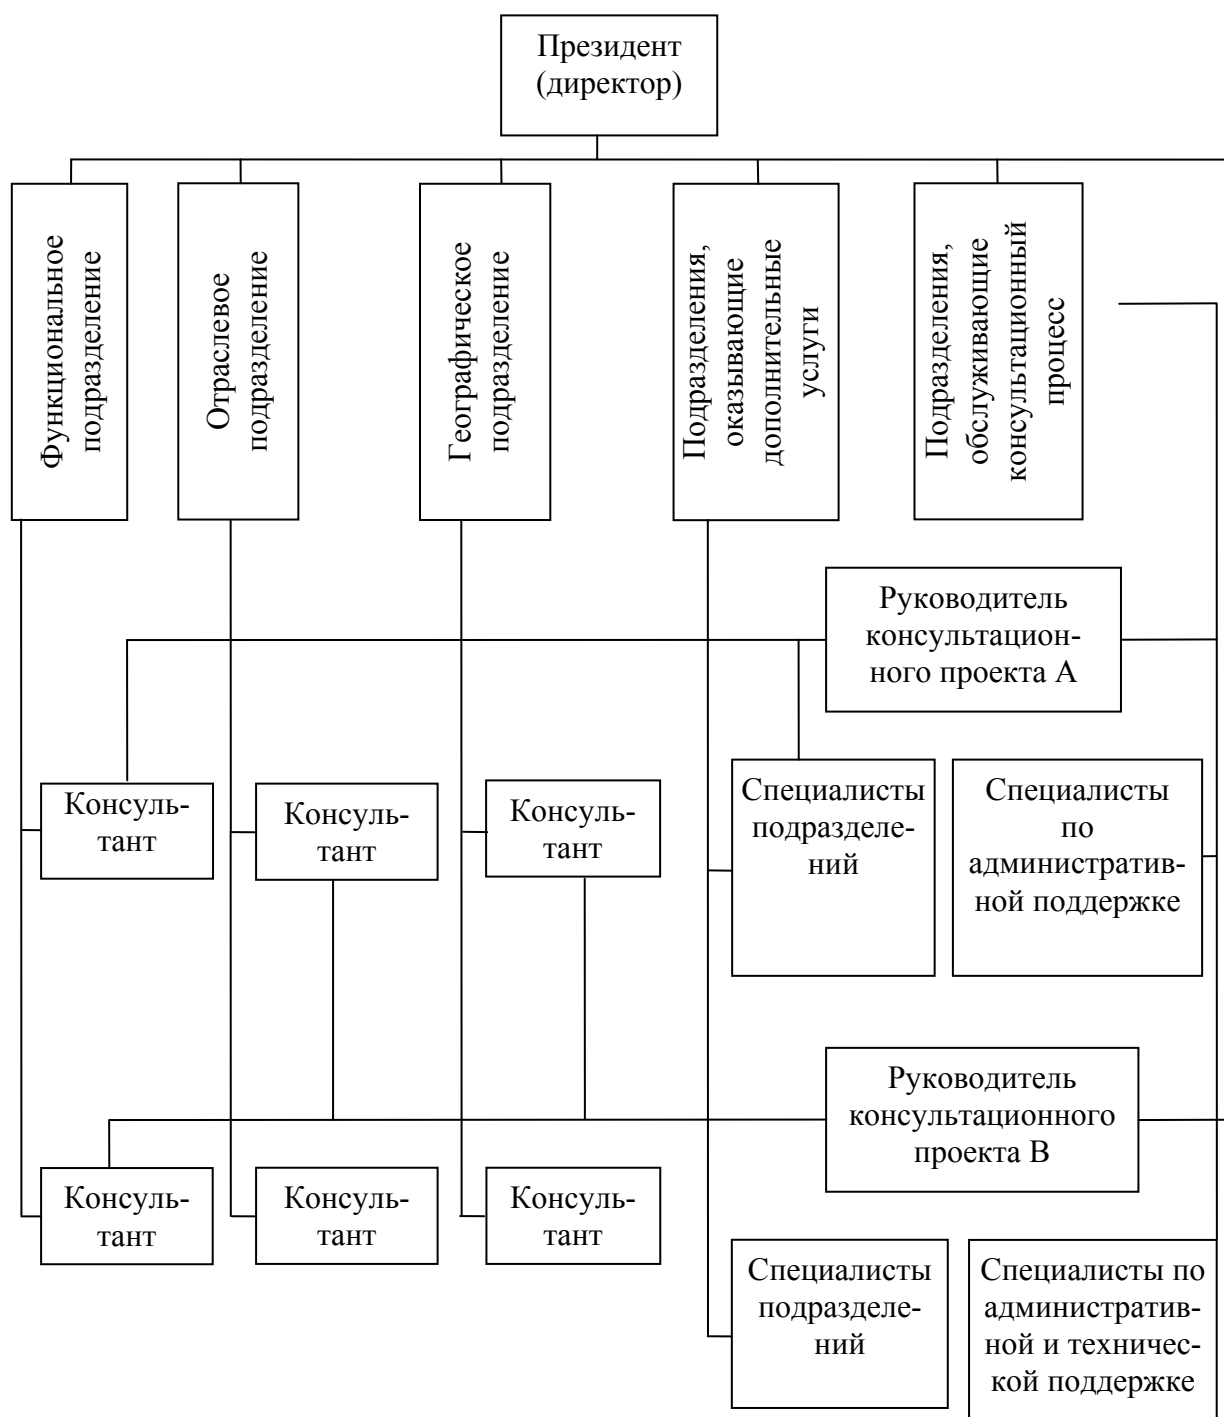 Президент
(директор)
Функциональное
подразделение
Отраслевое
подразделение
Географическое
подразделение
Подразделения,
оказывающие
дополнительные
услуги
Подразделения,
обслуживающие
консультационный
процесс
Руководитель
консультацион-
ного проекта А
Консуль-
тант
Консуль-
тант
Консуль-
тант
Специалисты
подразделе-
ний
Специалисты
по
административ-
ной поддержке
Руководитель
консультационного
проекта В
Консуль-
тант
Консуль-
тант
Консуль-
тант
Специалисты
подразделе-
ний
Специалисты по
административ-
ной и техничес-
кой поддержке